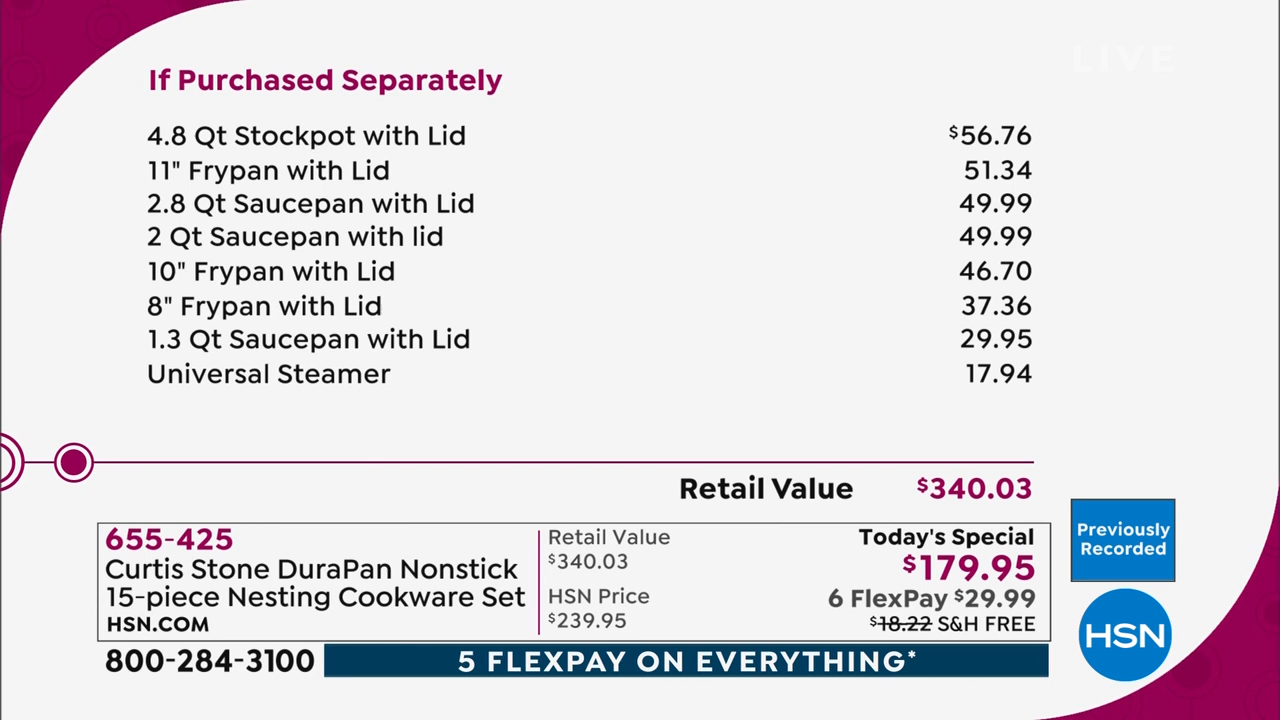 LIVE
If Purchased Separately
4.8 Qt Stockpot with Lid $56.76
11" Frypan with Lid 51.34
2.8 Qt Saucepan with Lid 49.99
2 Qt Saucepan with lid 49.99
10" Frypan with Lid 46.70
8" Frypan with Lid 37.36
1.3 Qt Saucepan with Lid 29.95
Universal Steamer 17.94
Retail Value $340.03
655-425
Curtis Stone DuraPan Nonstick
15-piece Nesting Cookware Set
HSN.COM
Retail Value
$340.03
HSN Price
$239.95
Today's Special
$179.95
6 FlexPay $29.99
$18.22 S&H FREE
Previously
Recorded
HSN
800-284-3100
5 FLEXPAY ON EVERYTHING*